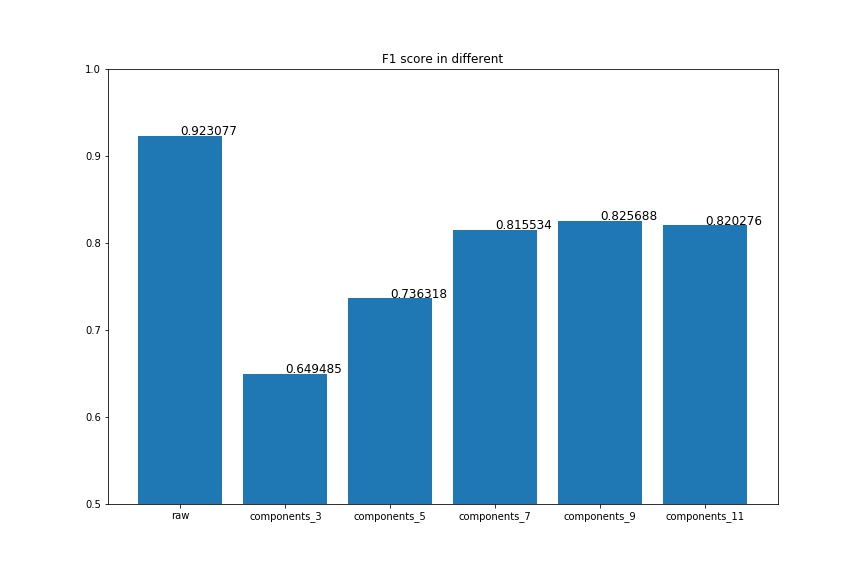 F1 score in different
1.0
0.9
0.8
0.7
0.6
0.5
0.923077
0.649485
0.736318
0.815534
0.825688
0.820276
raw
components_3
components_5
components_7
components_9
components_11